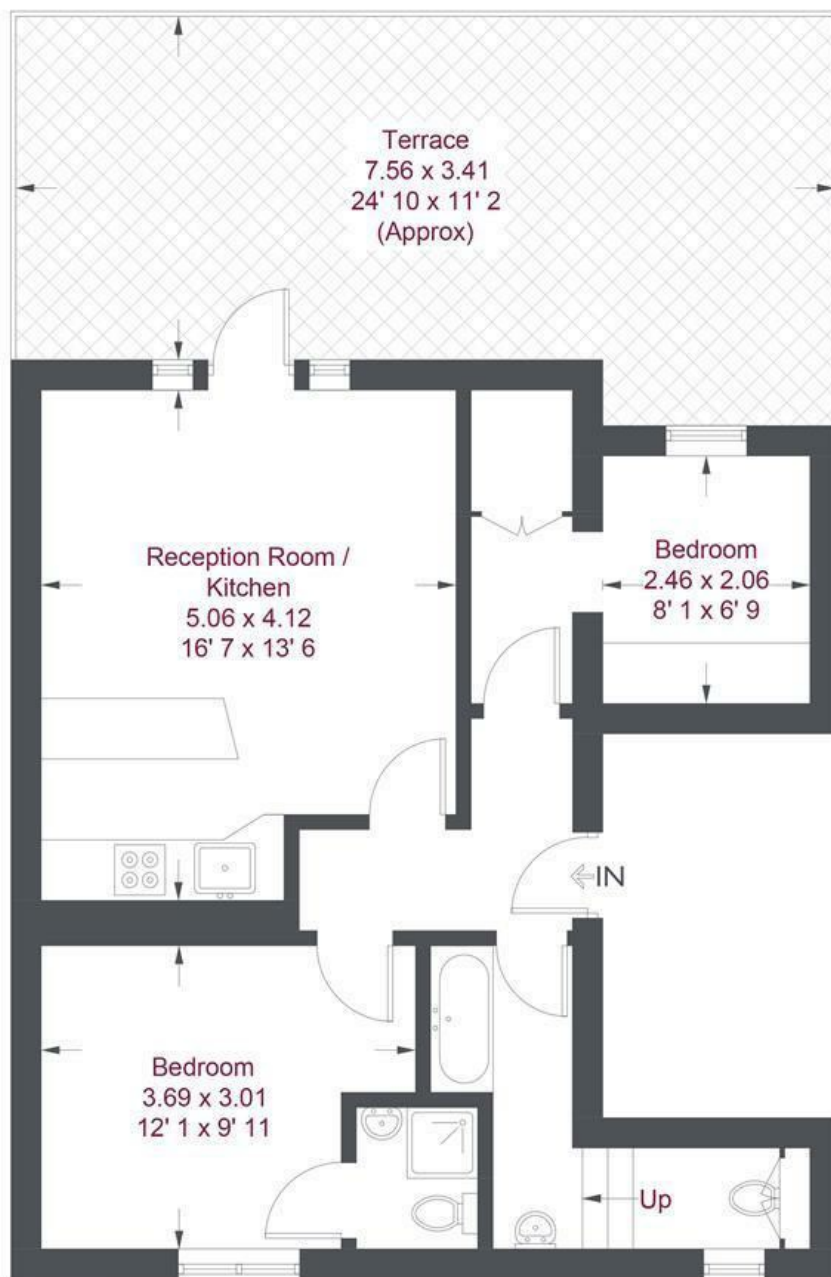 Terrace
7.56 x 3.41
24' 10 x 11' 2
(Approx)
Reception Room /
Kitchen
5.06 x 4.12
16' 7 x 13' 6
Bedroom
2.46 x 2.06
8' 1 x 6' 9
IN
Bedroom
3.69 x 3.01
12' 1 x 9' 11
Up